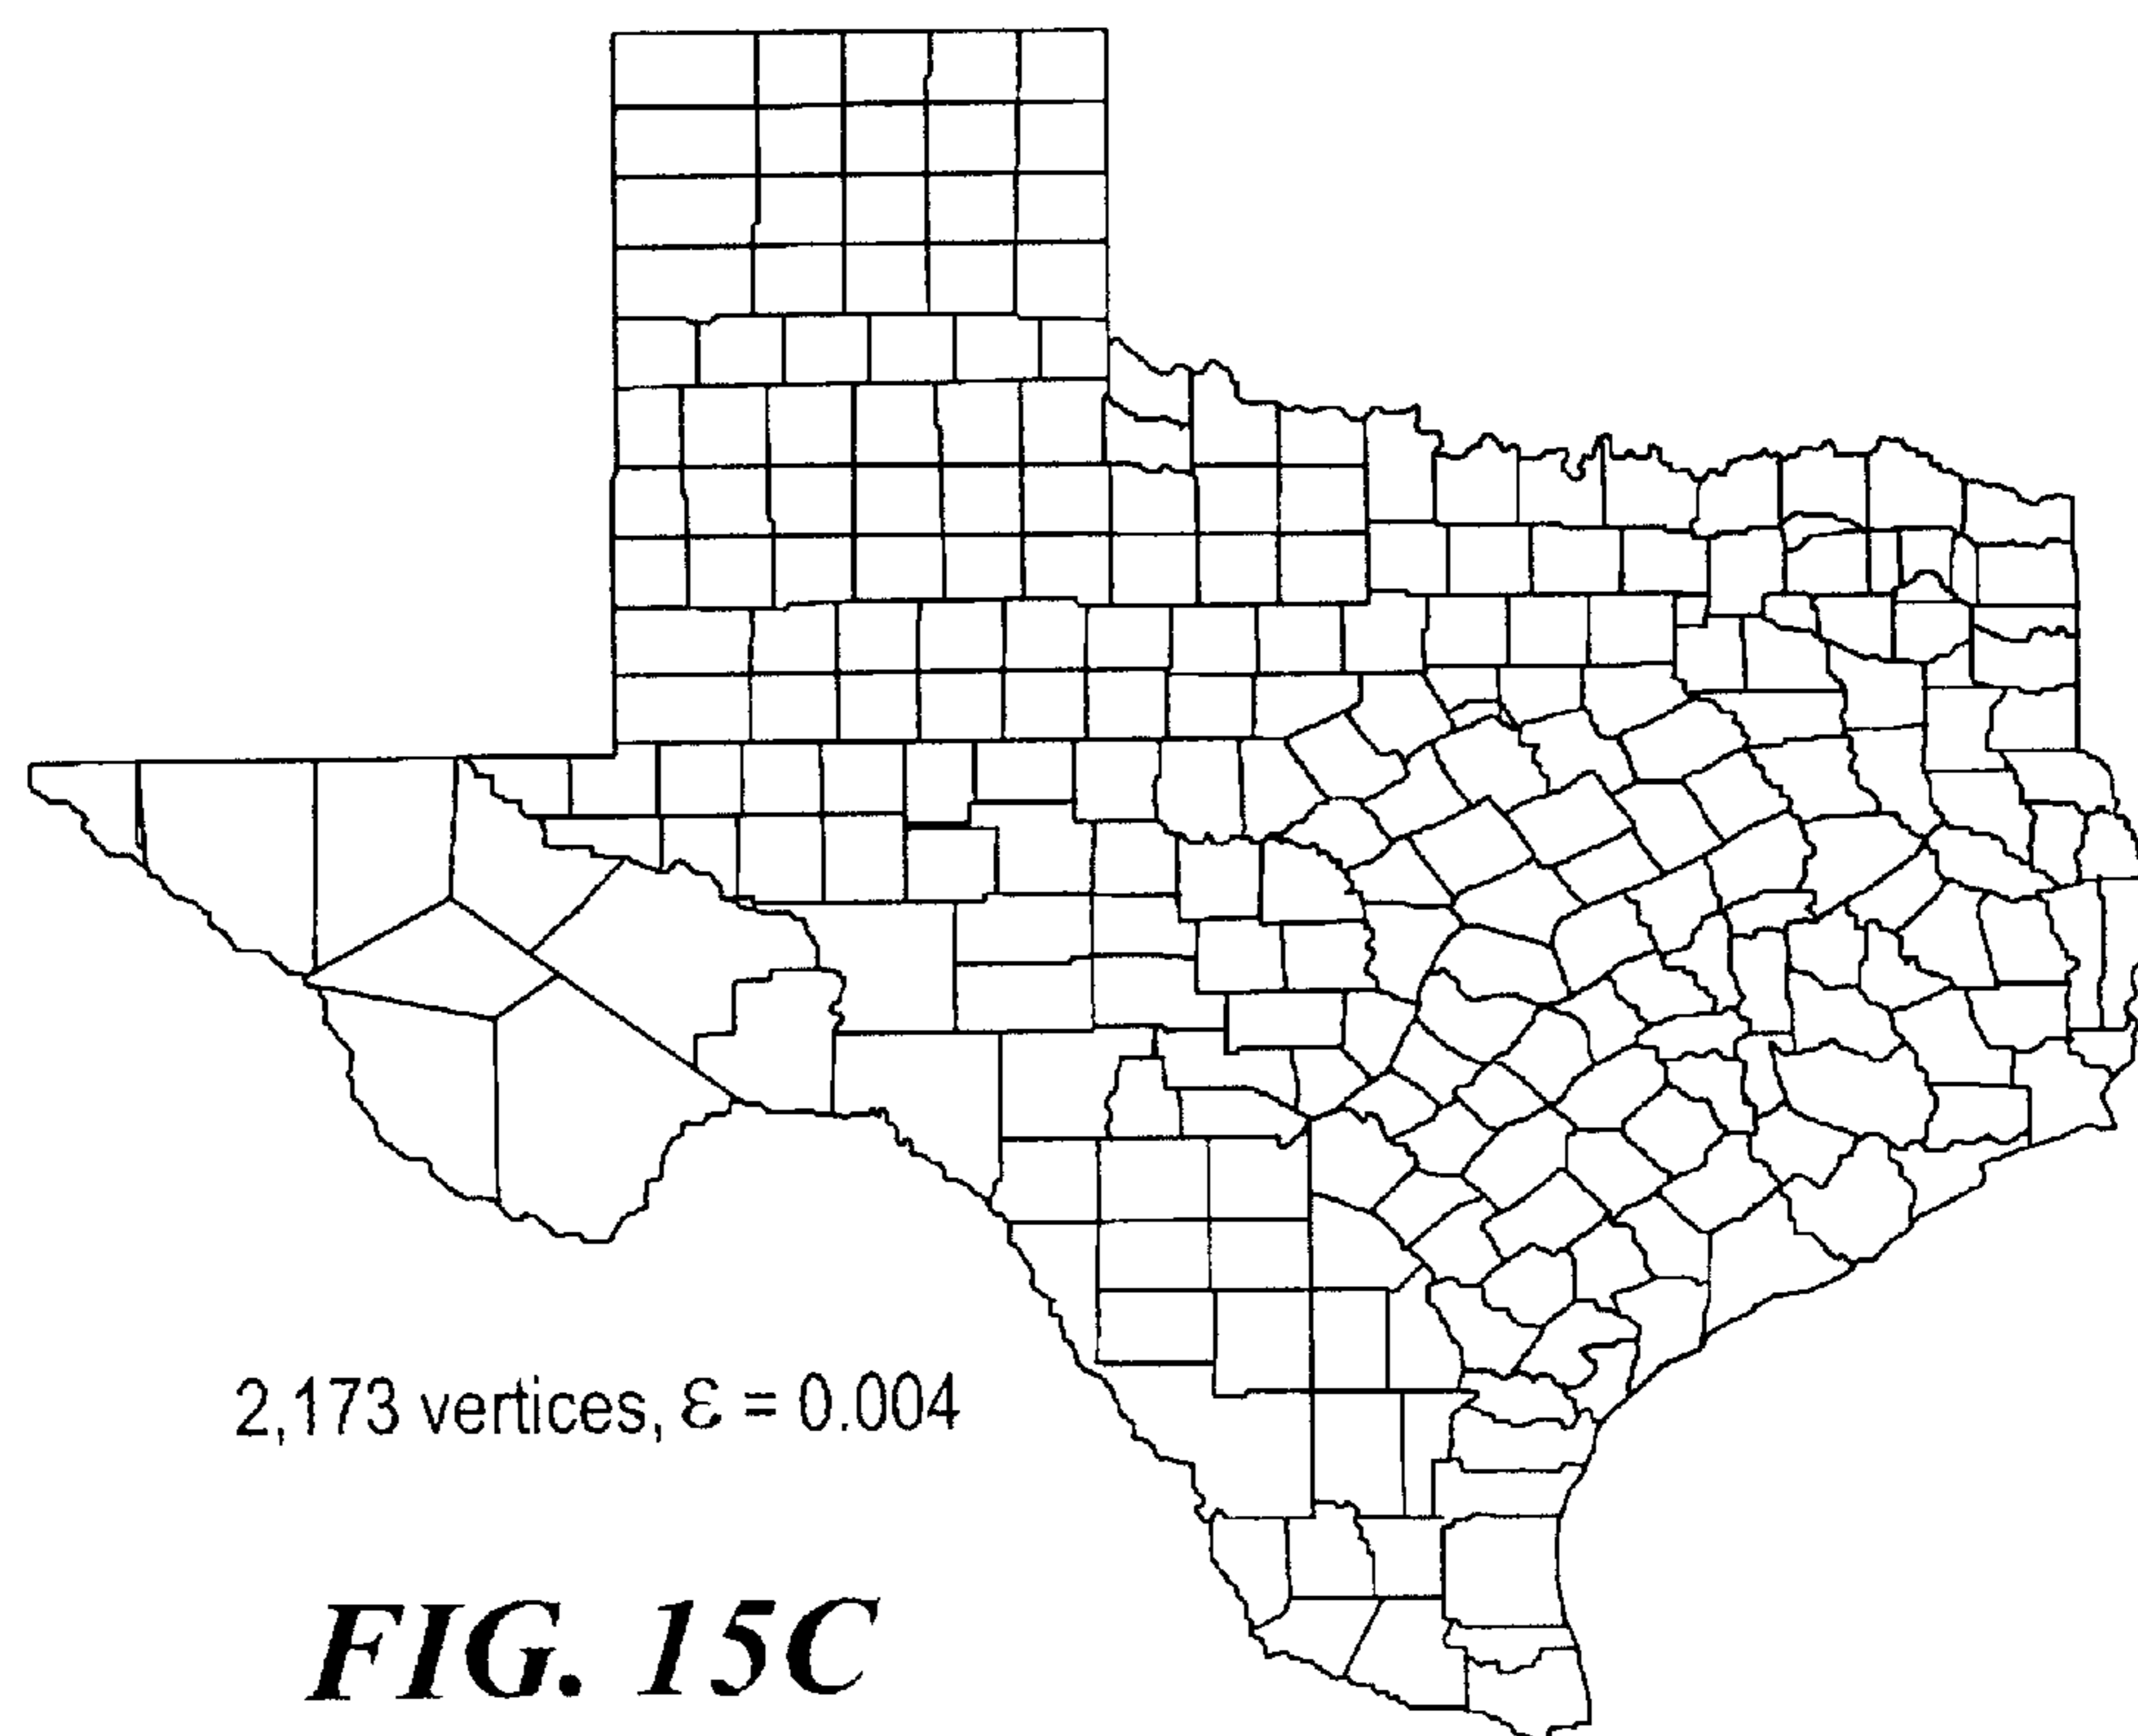 2,173 vertices, ε = 0.004
FIG. 15C